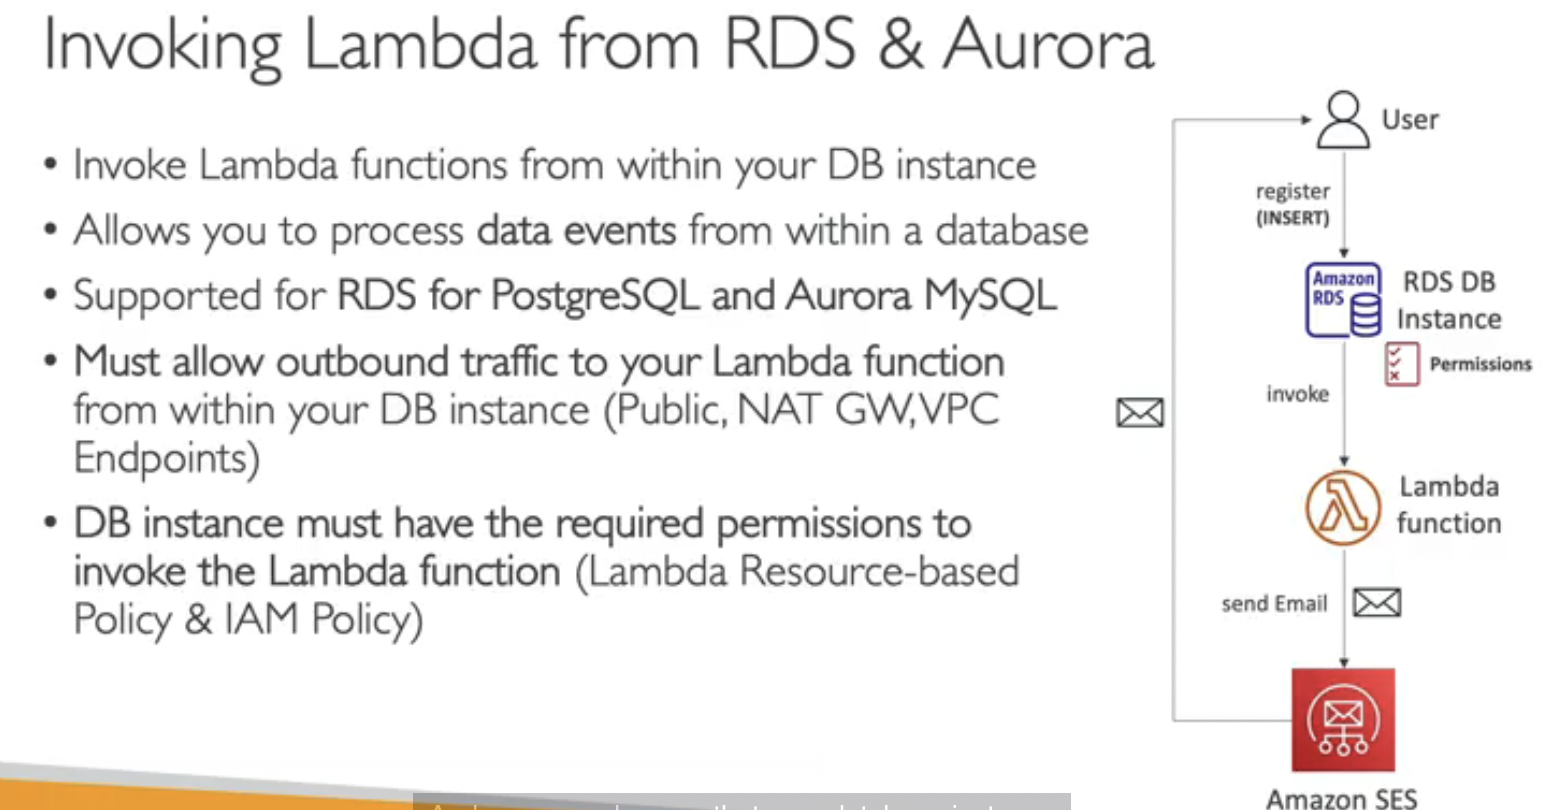 Invoking Lambda from RDS & Aurora
• Invoke Lambda functions from within your DB instance
• Allows you to process data events from within a database
• Supported for RDS for PostgreSQL and Aurora MySQL
• Must allow outbound traffic to your Lambda function
from within your DB instance (Public, NAT GW, VPC
Endpoints)
• DB instance must have the required permissions to
invoke the Lambda function (Lambda Resource-based
Policy & IAM Policy)
User
register
(INSERT)
Amazon
RDS
RDS DB
Instance
Permissions
invoke
Lambda
function
send Email
Amazon SES